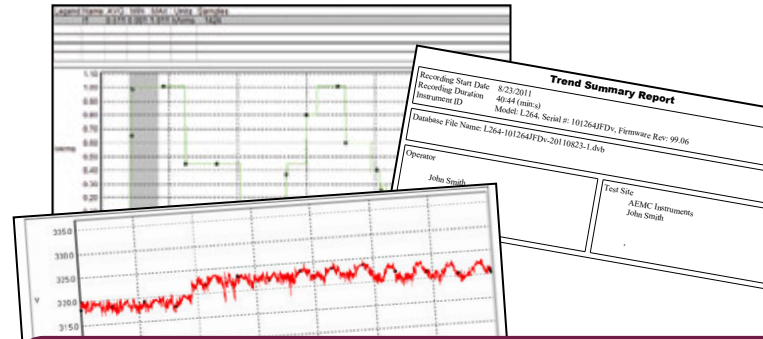 Legend Name AVG Min MAX Units Samples
1.10
1.00
0.90
0.80
0.70
0.60
0.50
0.40
0.30
0.20
Trend Summary Report
Recording Start Date 8/23/2011
Recording Duration 40:44 (min:s)
Instrument ID Model: L264, Serial #: 101264JFDv, Firmware Rev: 99.06
Database File Name: L264-101264JFDv-20110823-1.dvb
Operator
John Smith
Test Site
AEMC Instruments
John Smith
335.0
330.0
325.0
V
320.0
315.0